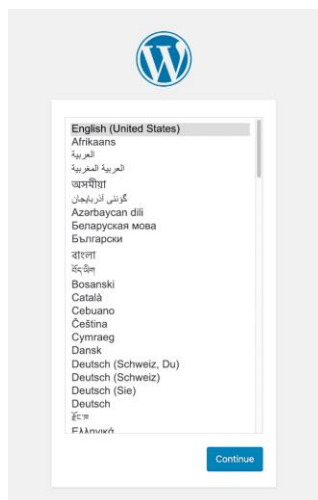 English (United States)
Afrikaans
العربية
العربية المغربية
অসমীয়া
گؤنئی آذربایجان
Azərbaycan dili
Беларуская мова
Български
বাংলা
བོད་ཡིག
Bosanski
Català
Cebuano
Čeština
Cymraeg
Dansk
Deutsch (Schweiz, Du)
Deutsch (Schweiz)
Deutsch (Sie)
Deutsch
རྫོང་ཁ
Ελληνικά
Continue